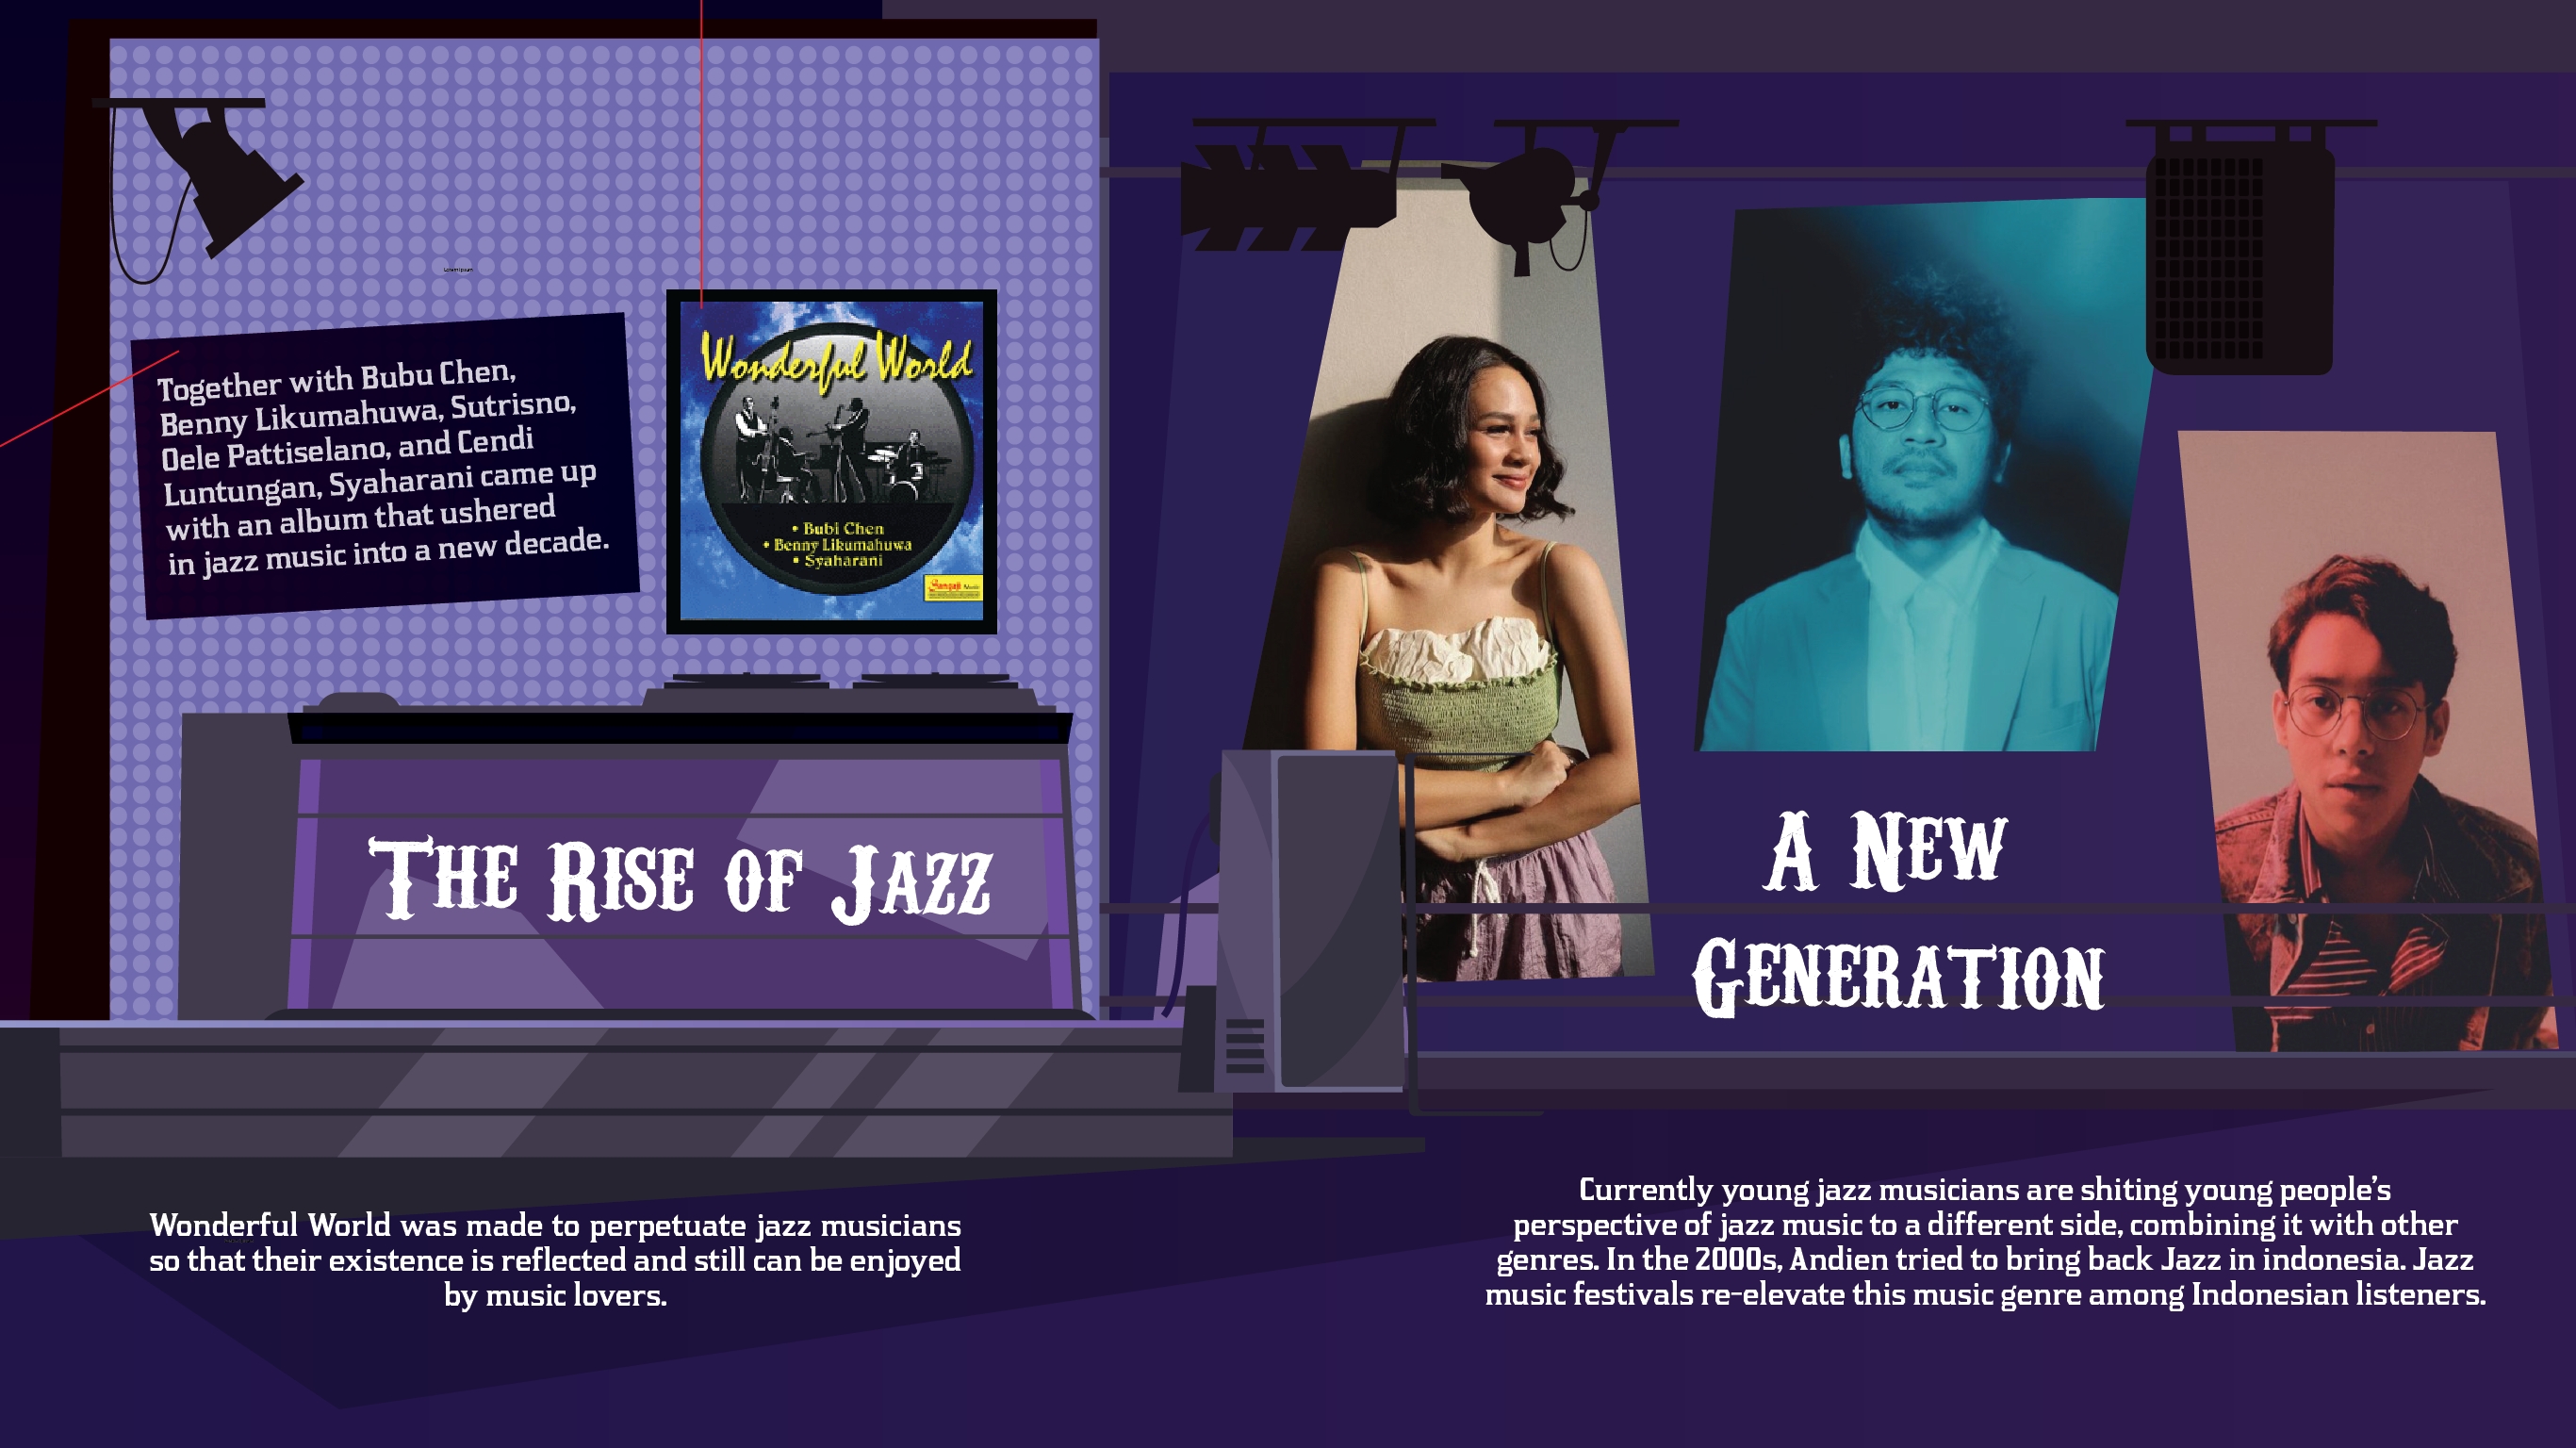 Lorem ipsum
Together with Bubu Chen,
Benny Likumahuwa, Sutrisno,
Oele Pattiselano, and Cendi
Luntungan, Syaharani came up
with an album that ushered
in jazz music into a new decade.
Wonderful World
• Bubi Chen
• Benny Likumahuwa
• Syaharani
The Rise of Jazz
Wonderful World was made to perpetuate jazz musicians
so that their existence is reflected and still can be enjoyed
by music lovers.
A New
Generation
Currently young jazz musicians are shiting young people's
perspective of jazz music to a different side, combining it with other
genres. In the 2000s, Andien tried to bring back Jazz in indonesia. Jazz
music festivals re-elevate this music genre among Indonesian listeners.